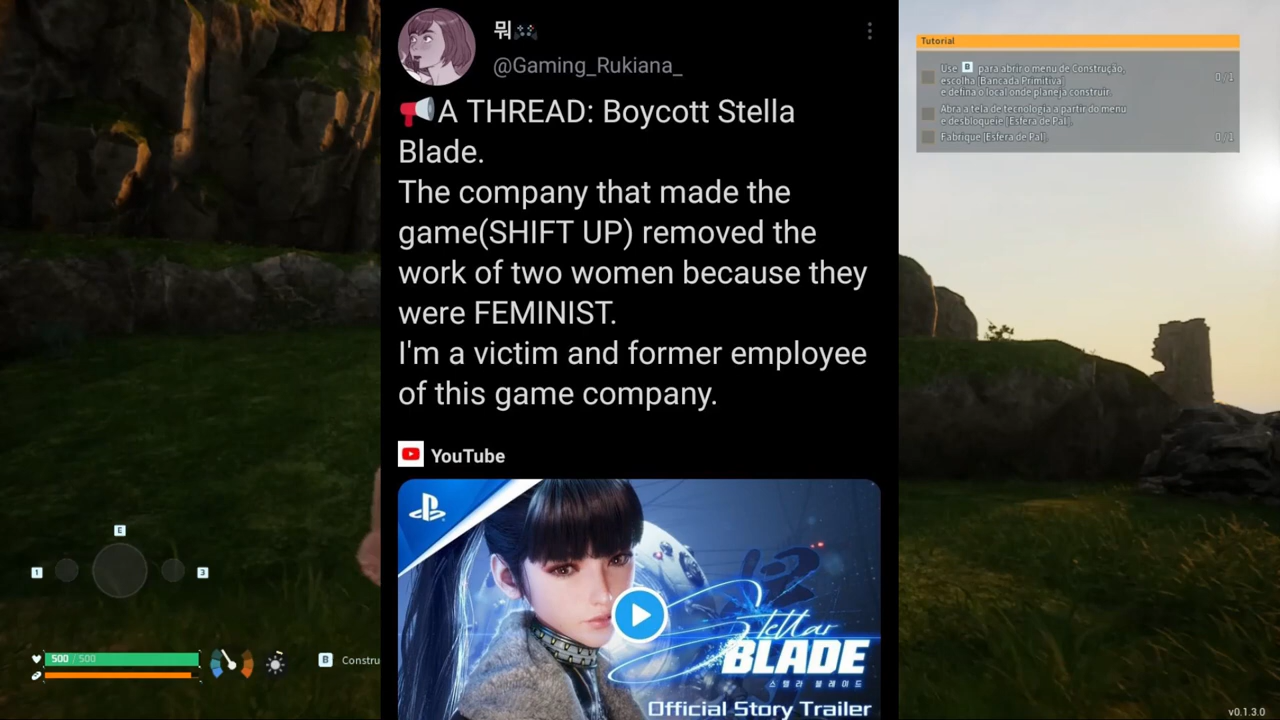 뭐🎮
@Gaming_Rukiana_
📢A THREAD: Boycott Stella
Blade.
The company that made the
game(SHIFT UP) removed the
work of two women because they
were FEMINIST.
I'm a victim and former employee
of this game company.
YouTube
Stellar
BLADE
스텔라 블레이드
Official Story Trailer
Tutorial
Use B para abrir o menu de Construção,
escolha [Bancada Primitiva]
e defina o local onde planeja construir.
0/1
Abra a tela de tecnologia a partir do menu
e desbloqueie [Esfera de Pal].
Fabrique [Esfera de Pal].
0/1
E
1
3
500 / 500
B Constru
v0.1.3.0